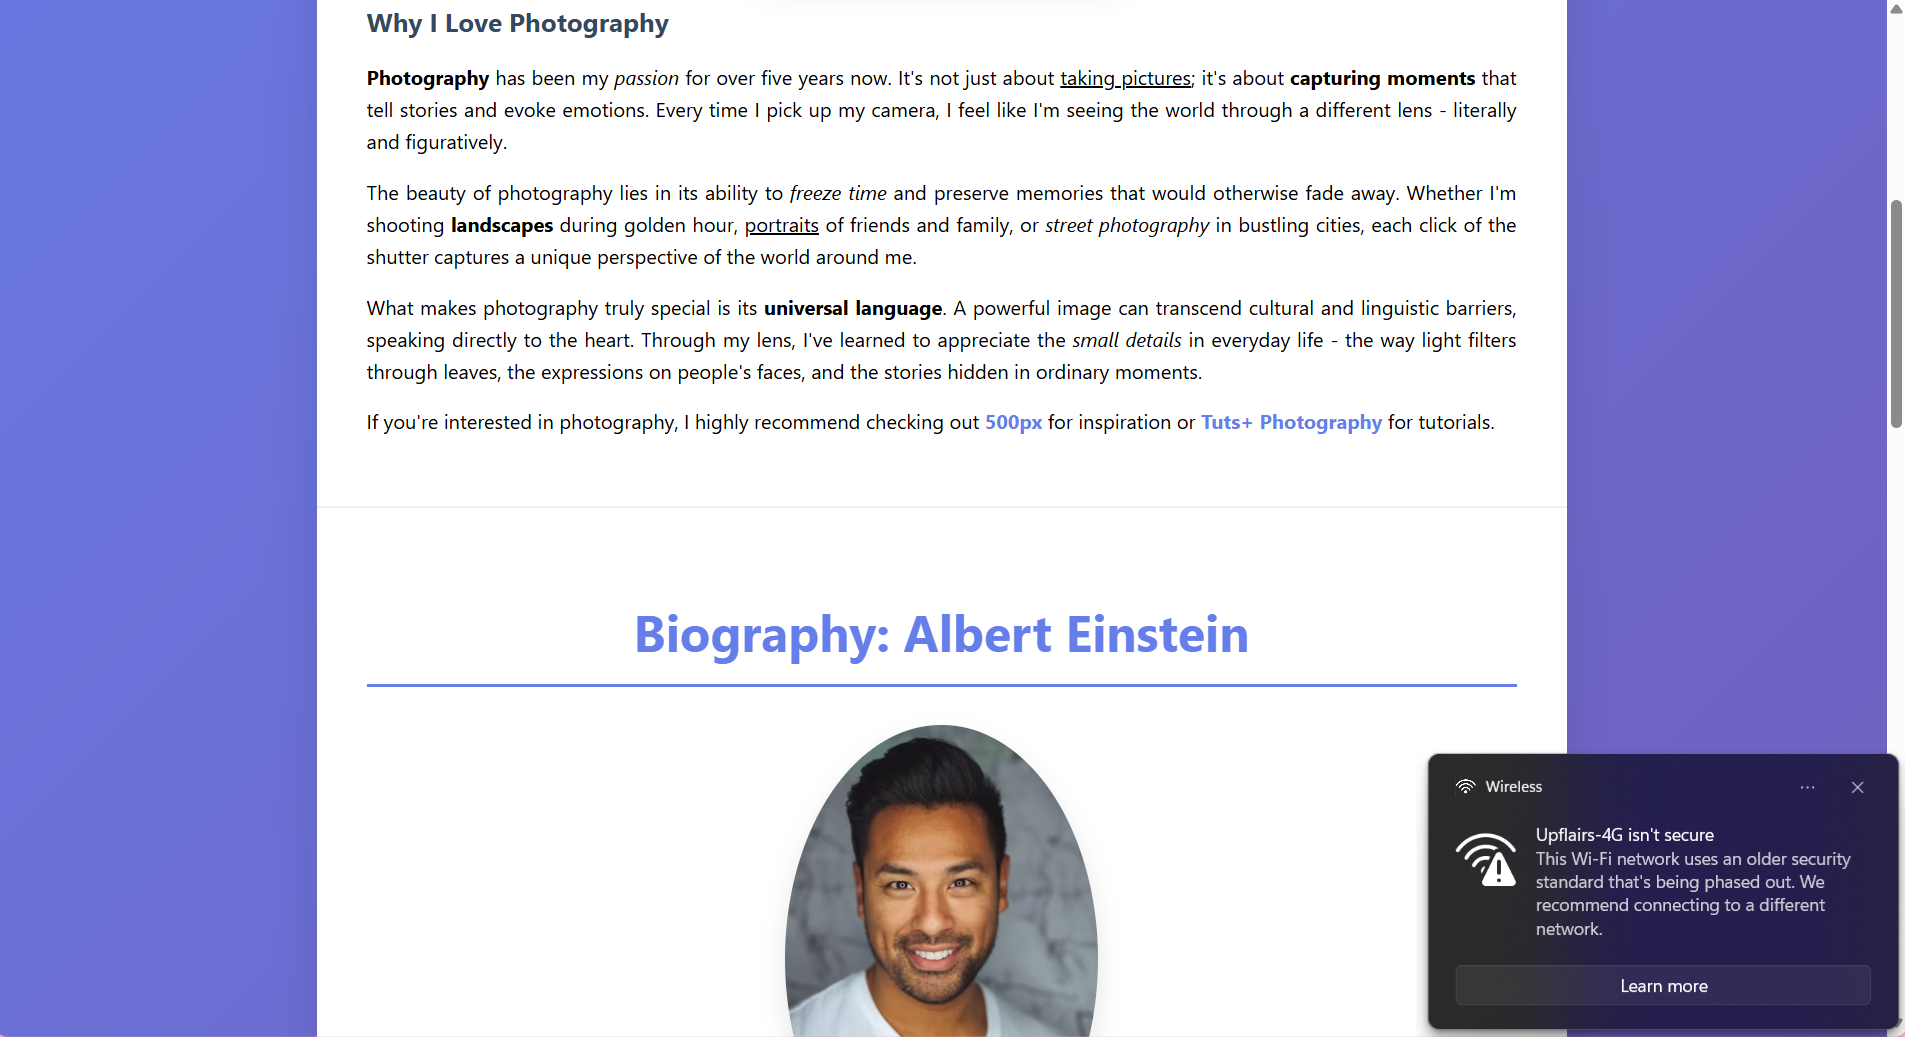 Why I Love Photography
Photography has been my passion for over five years now. It's not just about taking pictures; it's about capturing moments that
tell stories and evoke emotions. Every time I pick up my camera, I feel like I'm seeing the world through a different lens - literally
and figuratively.
The beauty of photography lies in its ability to freeze time and preserve memories that would otherwise fade away. Whether I'm
shooting landscapes during golden hour, portraits of friends and family, or street photography in bustling cities, each click of the
shutter captures a unique perspective of the world around me.
What makes photography truly special is its universal language. A powerful image can transcend cultural and linguistic barriers,
speaking directly to the heart. Through my lens, I've learned to appreciate the small details in everyday life - the way light filters
through leaves, the expressions on people's faces, and the stories hidden in ordinary moments.
If you're interested in photography, I highly recommend checking out 500px for inspiration or Tuts+ Photography for tutorials.
Biography: Albert Einstein
Wireless
Upflairs-4G isn't secure
This Wi-Fi network uses an older security
standard that's being phased out. We
recommend connecting to a different
network.
Learn more